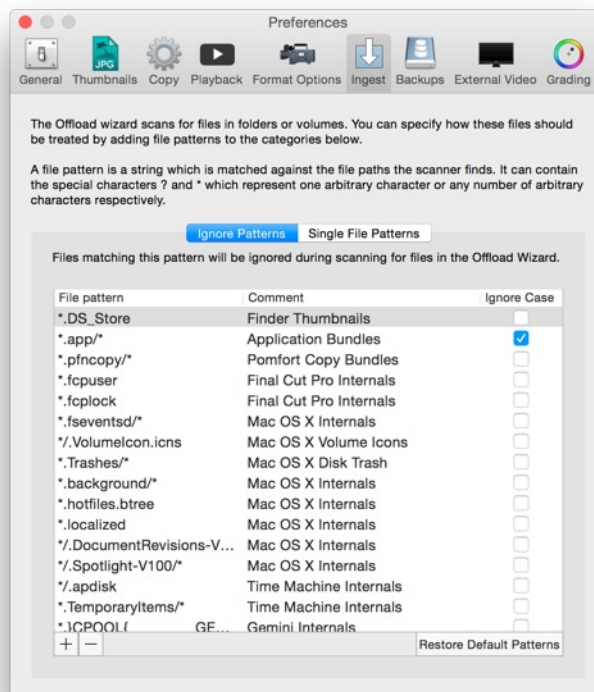 Preferences
JPG
General Thumbnails Copy Playback Format Options Ingest Backups External Video Grading
The Offload wizard scans for files in folders or volumes. You can specify how these files should
be treated by adding file patterns to the categories below.
A file pattern is a string which is matched against the file paths the scanner finds. It can contain
the special characters ? and * which represent one arbitrary character or any number of arbitrary
characters respectively.
Ignore Patterns Single File Patterns
Files matching this pattern will be ignored during scanning for files in the Offload Wizard.
File pattern Comment Ignore Case
*.DS_Store Finder Thumbnails
*.app/* Application Bundles
*.pfncopy/* Pomfort Copy Bundles
*.fcpuser Final Cut Pro Internals
*.fcplock Final Cut Pro Internals
*.fseventsd/* Mac OS X Internals
*/.VolumeIcon.icns Mac OS X Volume Icons
*.Trashes/* Mac OS X Disk Trash
*.background/* Mac OS X Internals
*.hotfiles.btree Mac OS X Internals
*.localized Mac OS X Internals
*/.DocumentRevisions-V... Mac OS X Internals
*/.Spotlight-V100/* Mac OS X Internals
*/.apdisk Time Machine Internals
*.TemporaryItems/* Time Machine Internals
*.}CPOOL{ GE... Gemini Internals
+ − Restore Default Patterns